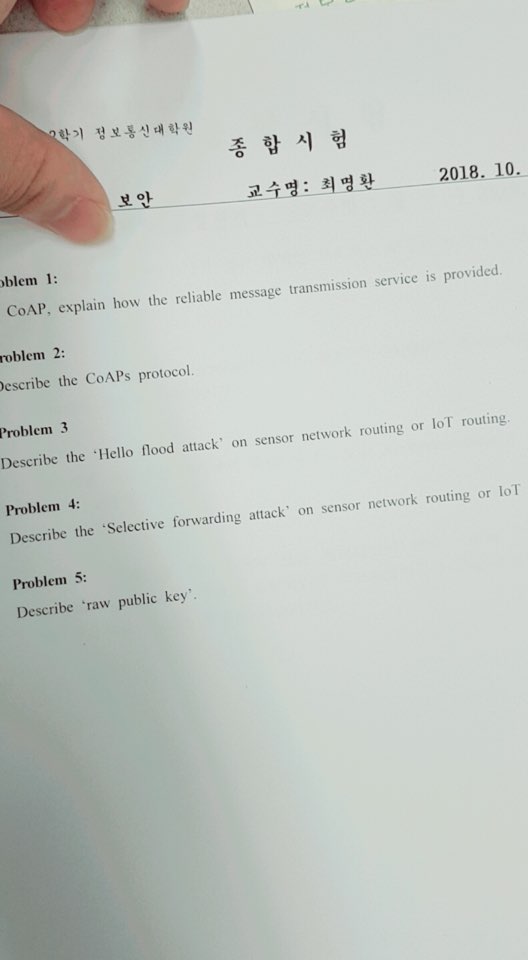 학기 정보통신대학원
종 합 시 험
보안 교수명: 최명환 2018. 10.
oblem 1:
CoAP, explain how the reliable message transmission service is provided.
roblem 2:
Describe the CoAPs protocol.
Problem 3
Describe the ‘Hello flood attack’ on sensor network routing or IoT routing.
Problem 4:
Describe the ‘Selective forwarding attack’ on sensor network routing or IoT
Problem 5:
Describe ‘raw public key’.